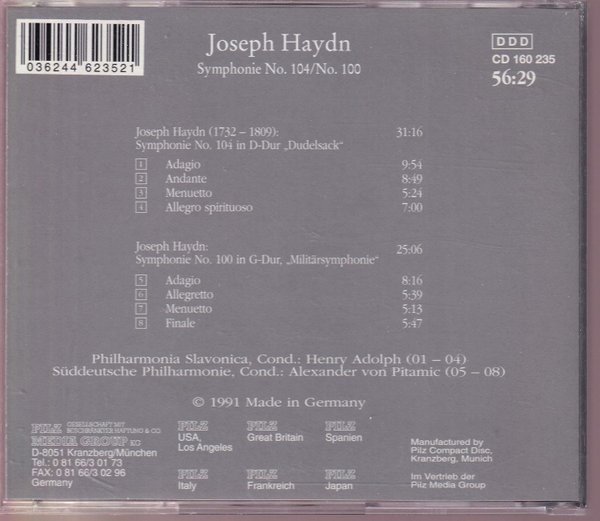 Joseph Haydn
Symphonie No. 104/No. 100
036244 623521
DDD
CD 160 235
56:29
Joseph Haydn (1732 – 1809): 31:16
Symphonie No. 104 in D-Dur „Dudelsack“
1 Adagio 9:54
2 Andante 8:49
3 Menuetto 5:24
4 Allegro spirituoso 7:00
Joseph Haydn: 25:06
Symphonie No. 100 in G-Dur, „Militärsymphonie“
5 Adagio 8:16
6 Allegretto 5:39
7 Menuetto 5:13
8 Finale 5:47
Philharmonia Slavonica, Cond.: Henry Adolph (01 – 04)
Süddeutsche Philharmonie, Cond.: Alexander von Pitamic (05 – 08)
© 1991 Made in Germany
PILZ GESELLSCHAFT MIT
BESCHRÄNKTER HAFTUNG & CO.
MEDIA GROUP KG
D-8051 Kranzberg/München
Tel.: 0 81 66/3 01 73
FAX: 0 81 66/3 02 96
Germany
PILZ
USA,
Los Angeles
PILZ
Great Britain
PILZ
Spanien
PILZ
Italy
PILZ
Frankreich
PILZ
Japan
Manufactured by
Pilz Compact Disc,
Kranzberg, Munich
Im Vertrieb der
Pilz Media Group